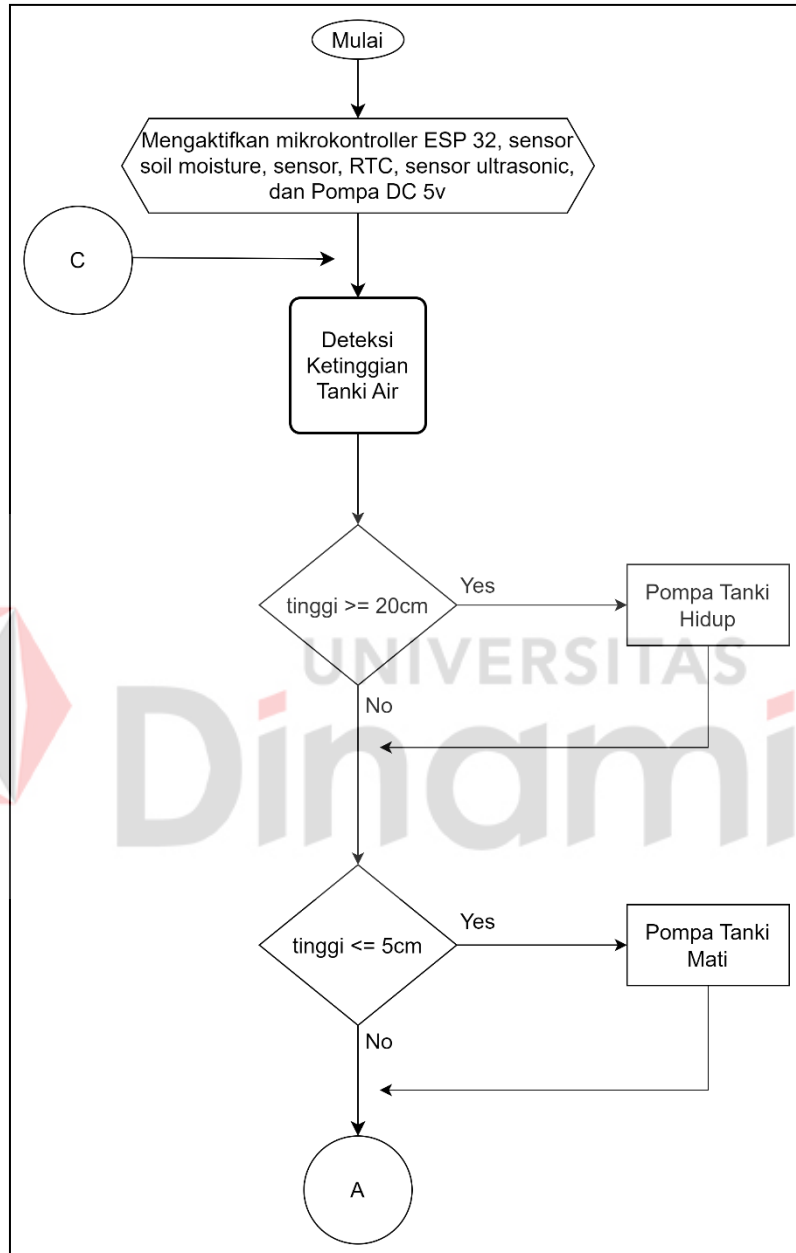 Mulai
Mengaktifkan mikrokontroller ESP 32, sensor
soil moisture, sensor, RTC, sensor ultrasonic,
dan Pompa DC 5v
C
Deteksi
Ketinggian
Tanki Air
tinggi >= 20cm
Yes
Pompa Tanki
Hidup
UNIVERSITAS
Dinami
No
tinggi <= 5cm
Yes
Pompa Tanki
Mati
No
A